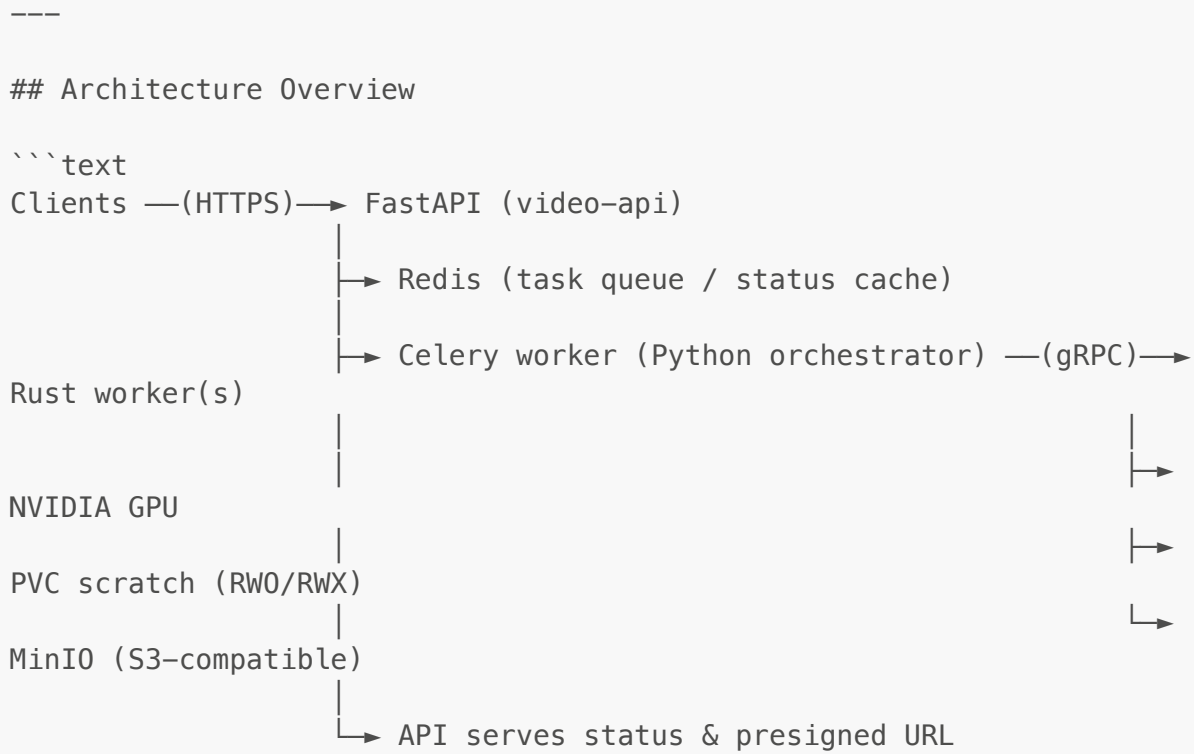 ---
## Architecture Overview
```text
Clients ──(HTTPS)──► FastAPI (video-api)
                   │
                   ├─► Redis (task queue / status cache)
                   │
                   ├─► Celery worker (Python orchestrator) ──(gRPC)──►
Rust worker(s)
                   │                                              │
                   │                                              ├─►
NVIDIA GPU
                   │                                              ├─►
PVC scratch (RWO/RWX)
                   │                                              └─►
MinIO (S3-compatible)
                   │
                   └─► API serves status & presigned URL